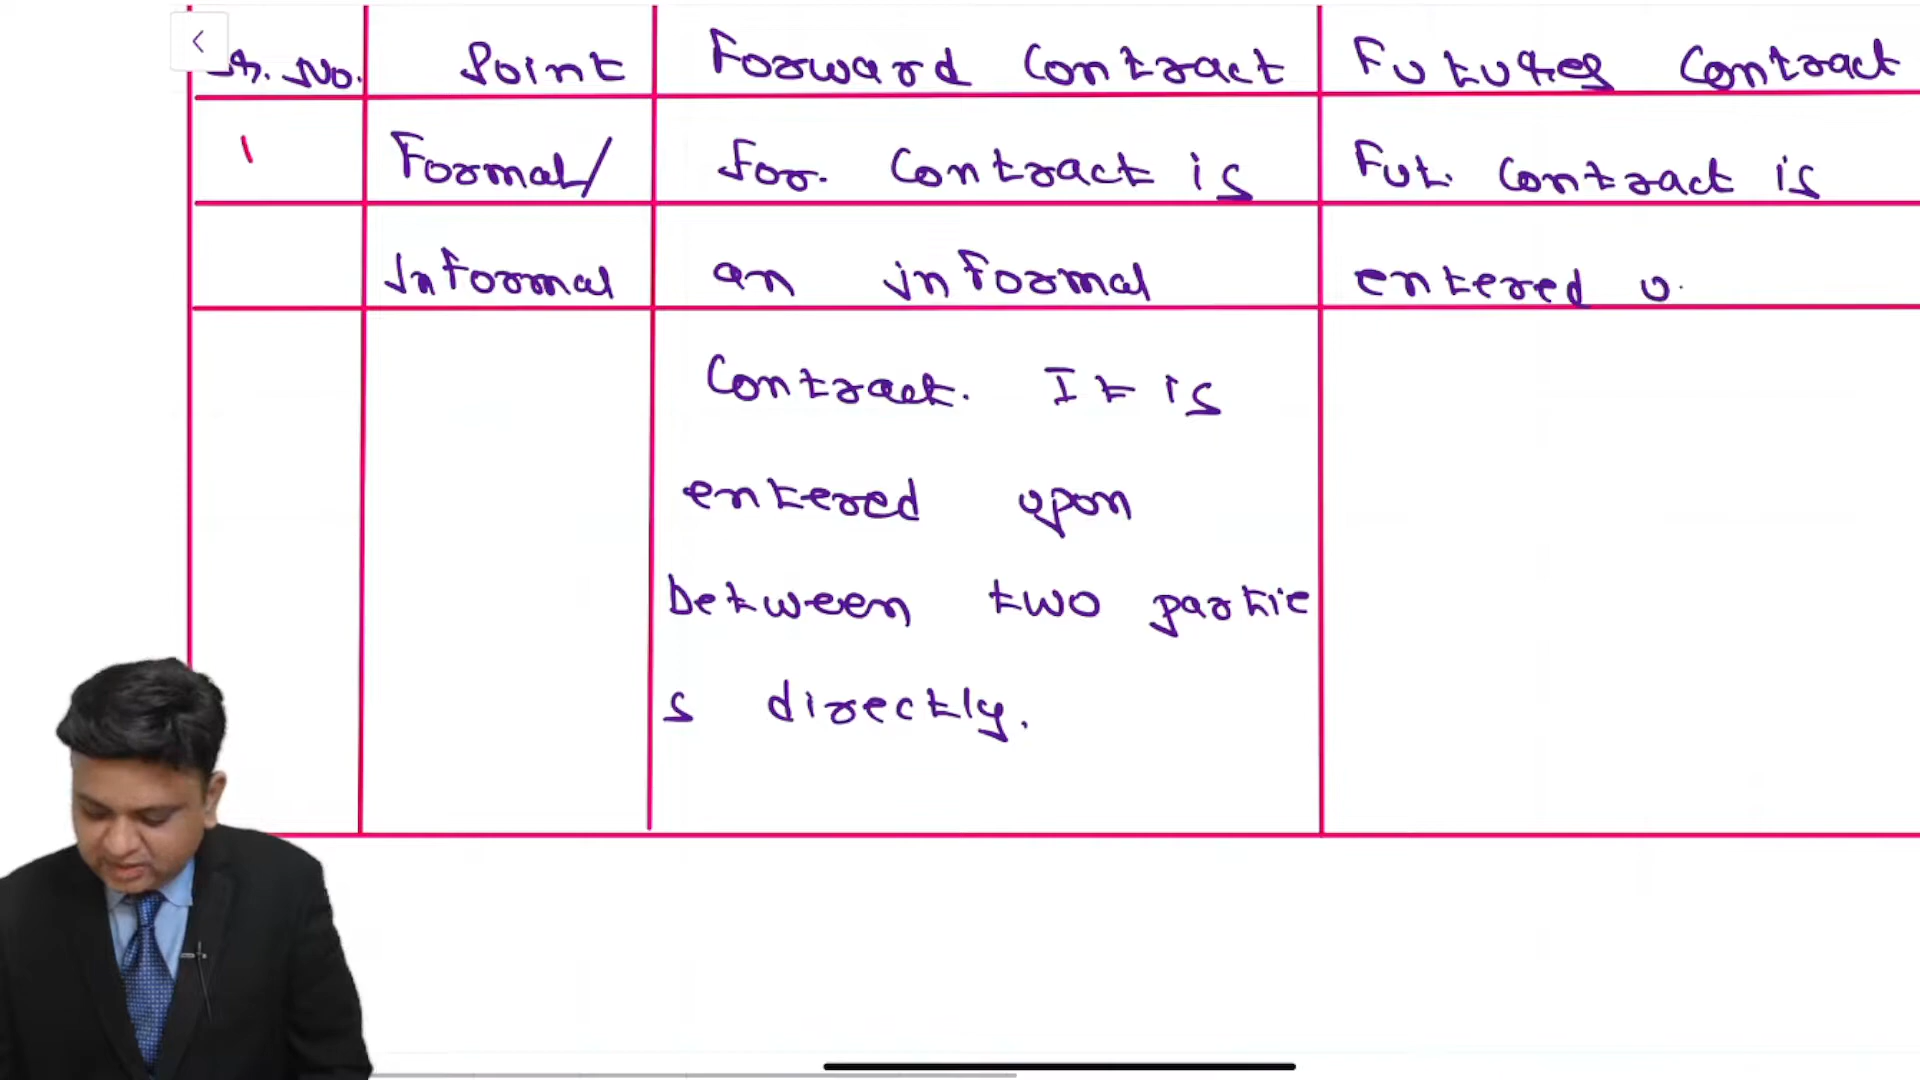 Sr. No. Point Forward Contract Futures Contract
1 Formal/ For. Contract is Fut. Contract is
Informal an informal entered u
Contract. It is
entered upon
between two partie
s directly.